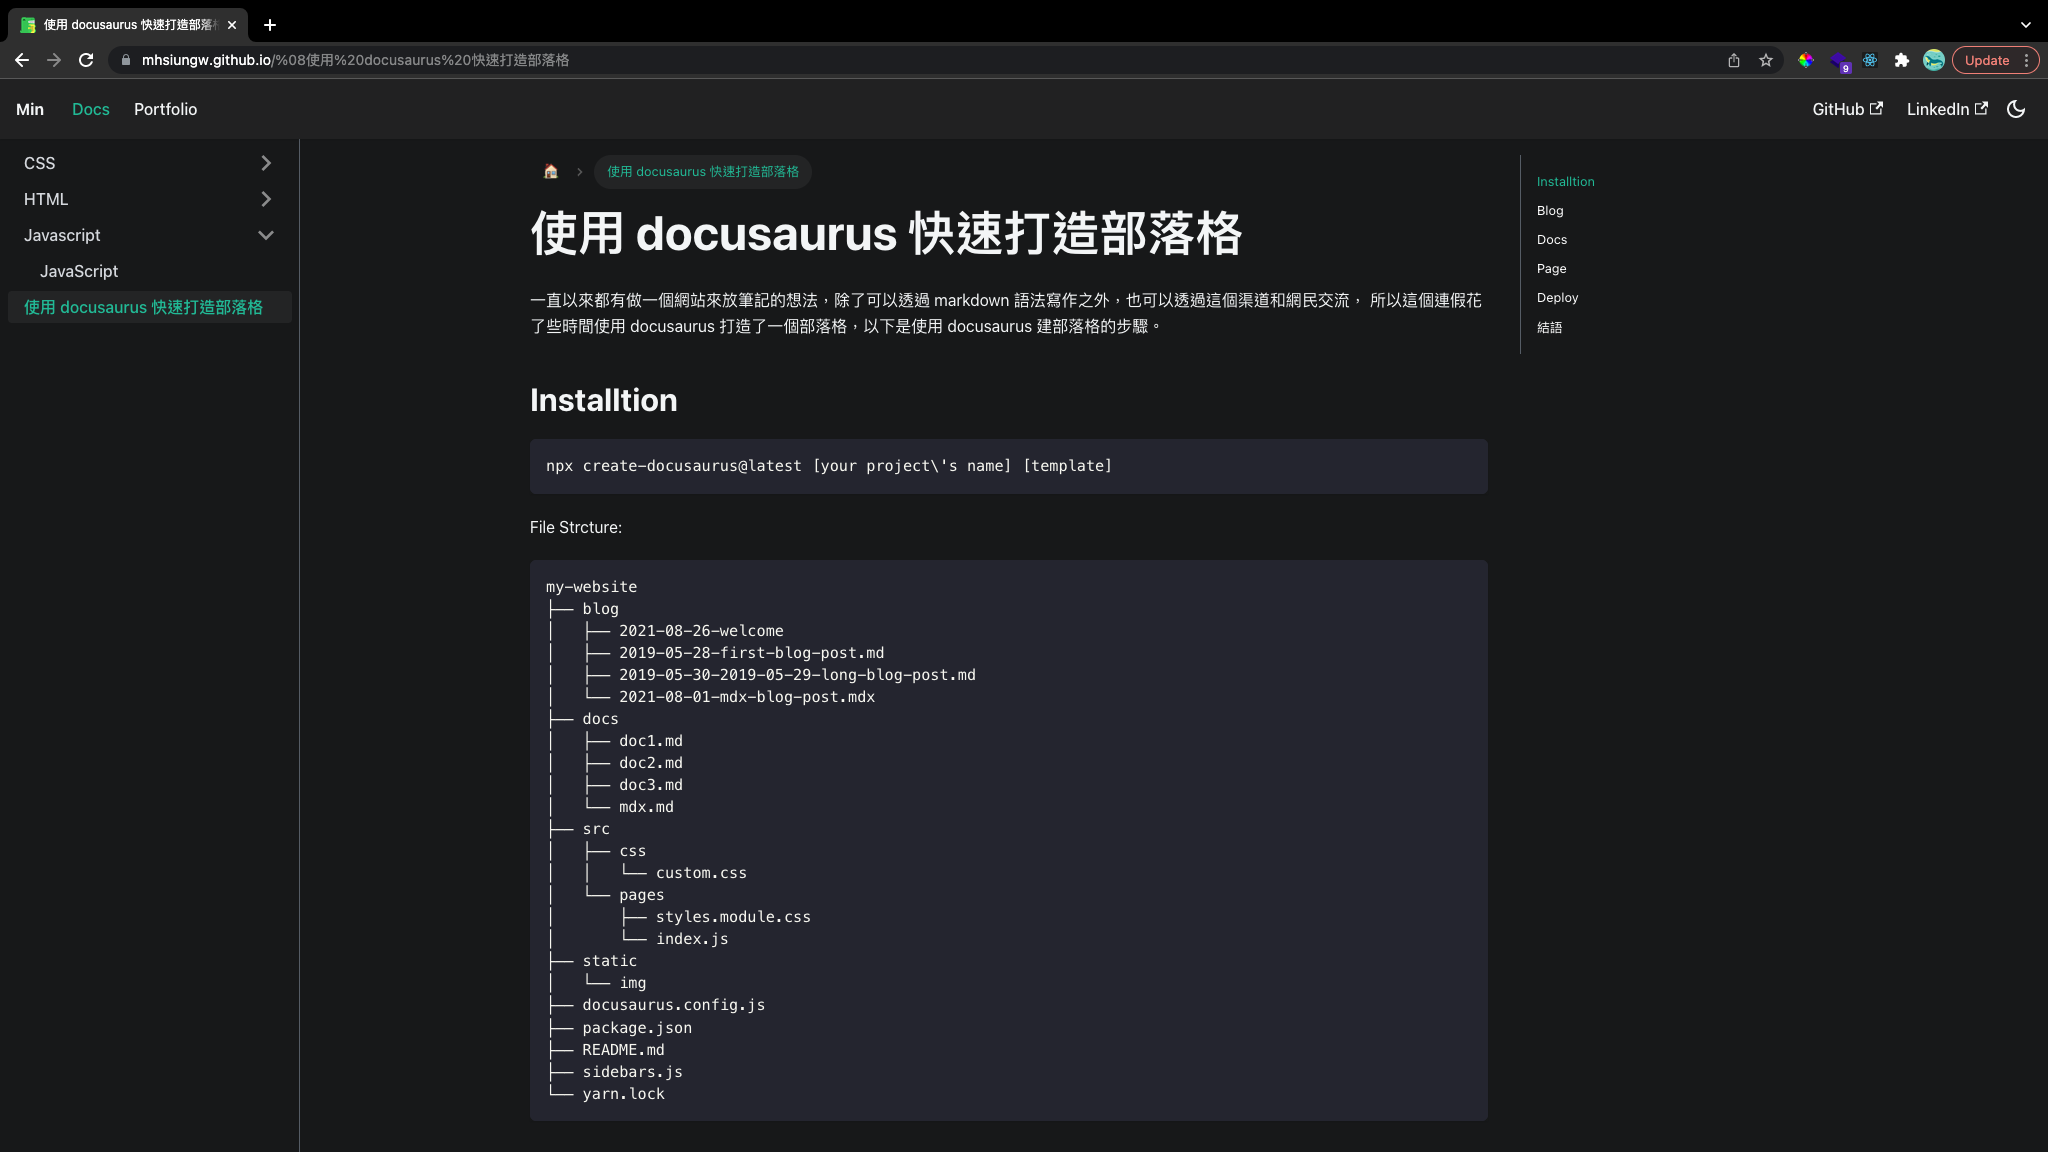 使用 docusaurus 快速打造部落
mhsiungw.github.io/%08使用%20docusaurus%20快速打造部落格
9
Update
Min
Docs
Portfolio
GitHub
LinkedIn
CSS
HTML
Javascript
JavaScript
使用 docusaurus 快速打造部落格
使用 docusaurus 快速打造部落格
使用 docusaurus 快速打造部落格
一直以來都有做一個網站來放筆記的想法，除了可以透過 markdown 語法寫作之外，也可以透過這個渠道和網民交流， 所以這個連假花
了些時間使用 docusaurus 打造了一個部落格，以下是使用 docusaurus 建部落格的步驟。
Installtion
npx create-docusaurus@latest [your project\'s name] [template]
File Strcture:
my-website
├── blog
│   ├── 2021-08-26-welcome
│   ├── 2019-05-28-first-blog-post.md
│   ├── 2019-05-30-2019-05-29-long-blog-post.md
│   └── 2021-08-01-mdx-blog-post.mdx
├── docs
│   ├── doc1.md
│   ├── doc2.md
│   ├── doc3.md
│   └── mdx.md
├── src
│   ├── css
│   │   └── custom.css
│   └── pages
│       ├── styles.module.css
│       └── index.js
├── static
│   └── img
├── docusaurus.config.js
├── package.json
├── README.md
├── sidebars.js
└── yarn.lock
Installtion
Blog
Docs
Page
Deploy
結語